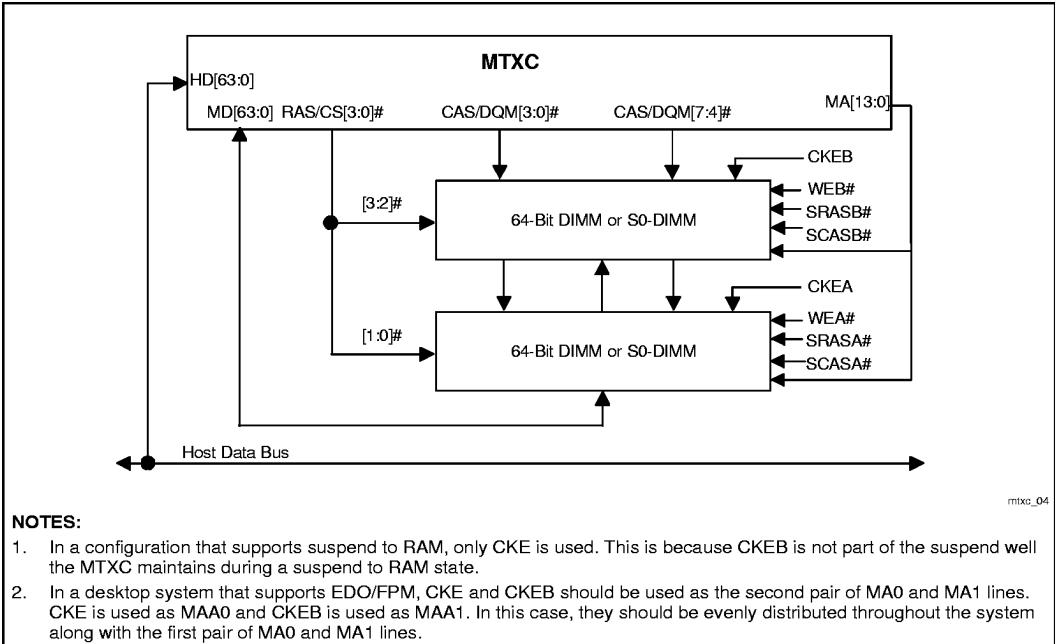 MTXC
HD[63:0]
MD[63:0] RAS/CS[3:0]# CAS/DQM[3:0]# CAS/DQM[7:4]# MA[13:0]
CKEB
[3:2]#
64-Bit DIMM or S0-DIMM
WEB#
SRASB#
SCASB#
CKEA
[1:0]#
64-Bit DIMM or S0-DIMM
WEA#
SRASA#
SCASA#
Host Data Bus
mtxc_04
NOTES:
1. In a configuration that supports suspend to RAM, only CKE is used. This is because CKEB is not part of the suspend well
the MTXC maintains during a suspend to RAM state.
2. In a desktop system that supports EDO/FPM, CKE and CKEB should be used as the second pair of MA0 and MA1 lines.
CKE is used as MAA0 and CKEB is used as MAA1. In this case, they should be evenly distributed throughout the system
along with the first pair of MA0 and MA1 lines.